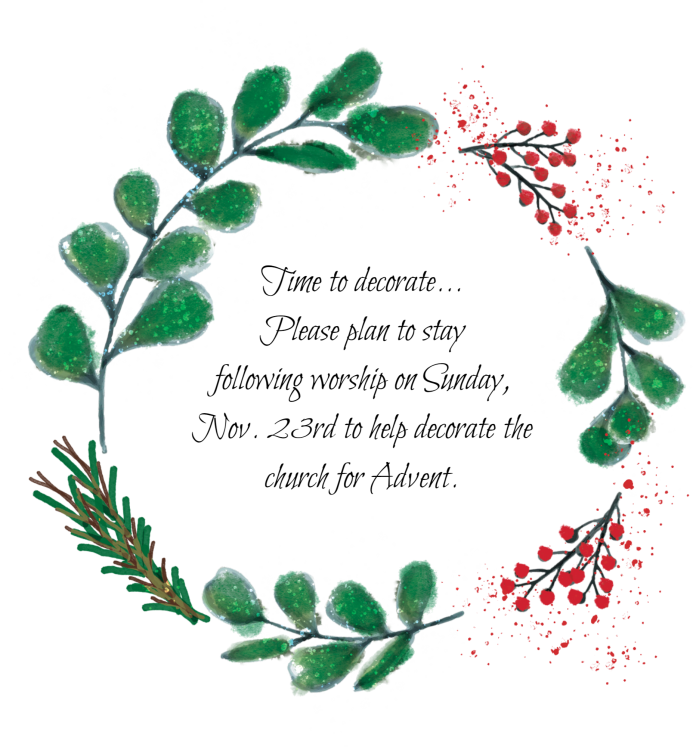 Time to decorate...
Please plan to stay
following worship on Sunday,
Nov. 23rd to help decorate the
church for Advent.